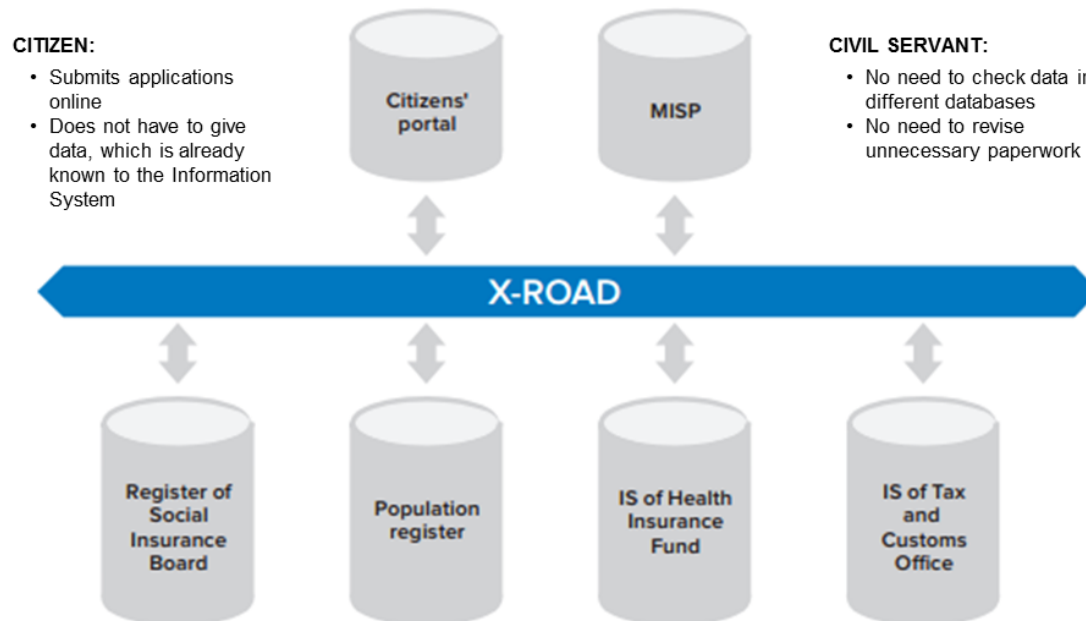 CITIZEN:
• Submits applications
online
• Does not have to give
data, which is already
known to the Information
System
Citizens'
portal
MISP
CIVIL SERVANT:
• No need to check data in
different databases
• No need to revise
unnecessary paperwork
X-ROAD
Register of
Social
Insurance
Board
Population
register
IS of Health
Insurance
Fund
IS of Tax
and
Customs
Office